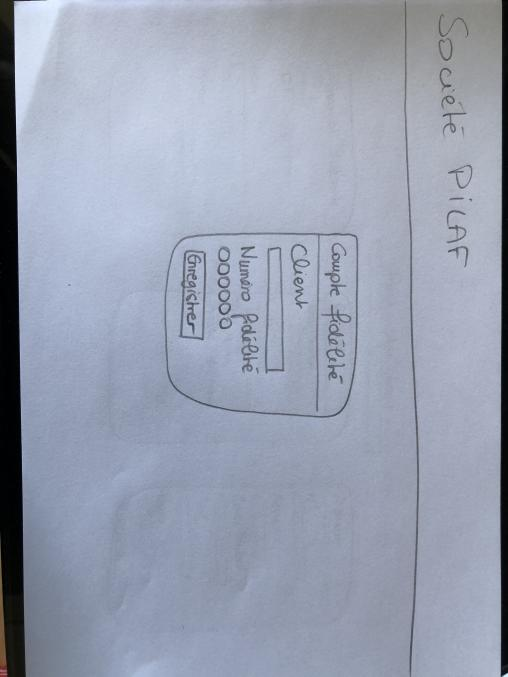 Société PILAF
Compte fidélité
Client
Numéro fidélité
000000
Enregistrer